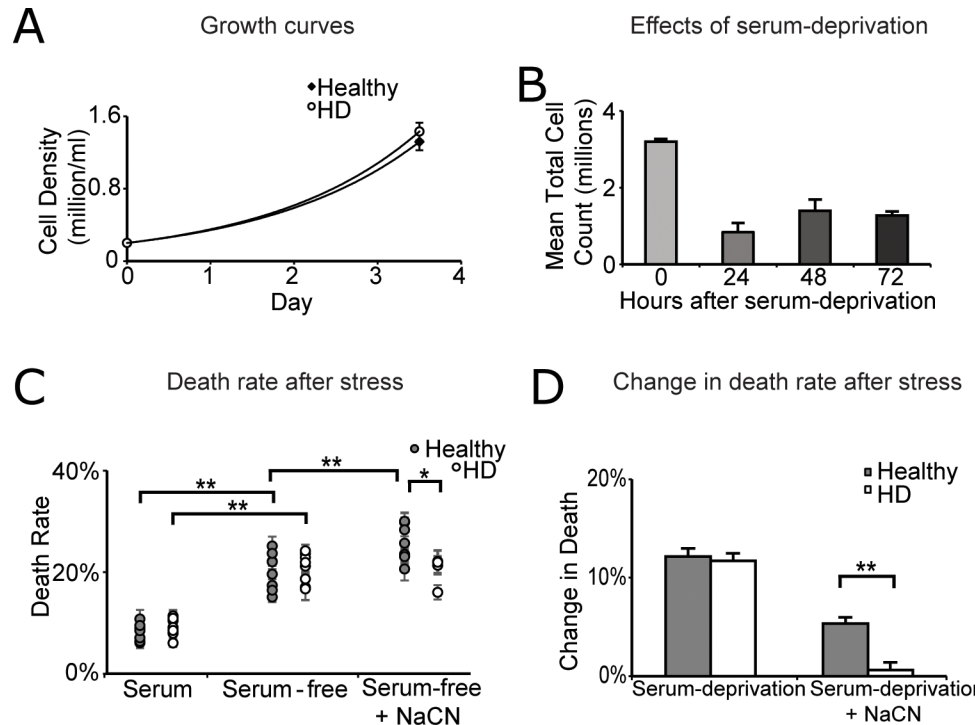 A
Growth curves
Healthy
HD
1.6
0.8
0
Cell Density
(million/ml)
0 1 2 3 4
Day
Effects of serum-deprivation
B
4
2
0
Mean Total Cell
Count (millions)
0 24 48 72
Hours after serum-deprivation
C
Death rate after stress
Healthy
HD
40%
20%
0%
Death Rate
**
**
**
*
Serum Serum-free Serum-free
+ NaCN
D
Change in death rate after stress
Healthy
HD
20%
10%
0%
Change in Death
**
Serum-deprivation Serum-deprivation
+ NaCN